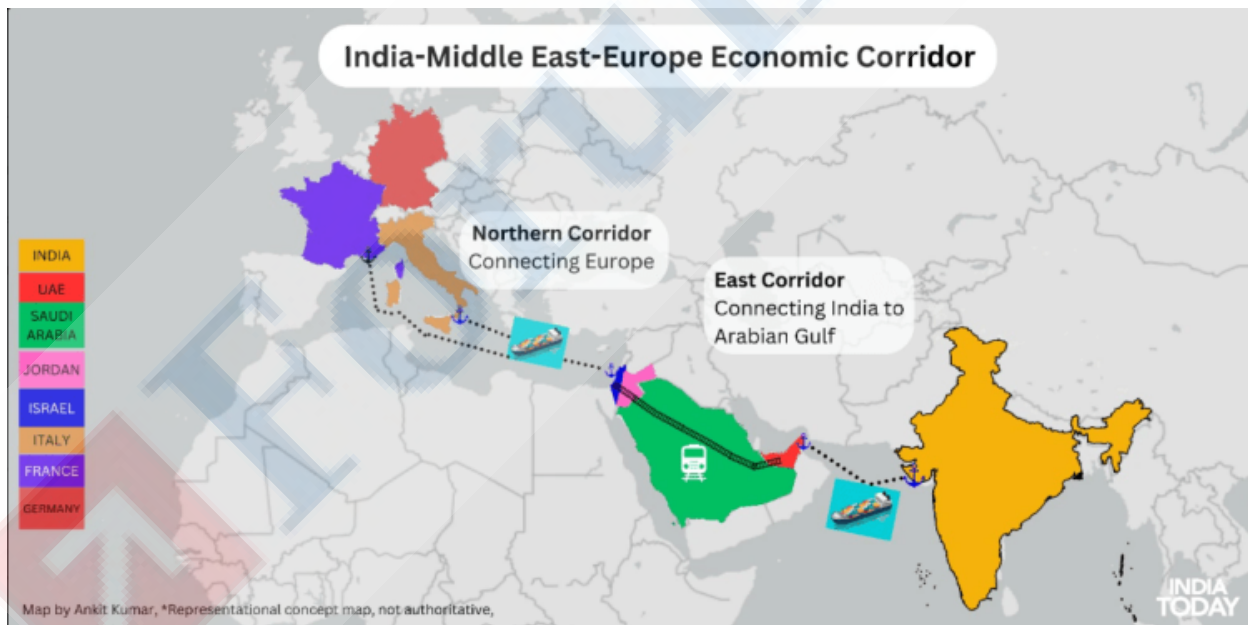 India-Middle East-Europe Economic Corridor
Northern Corridor
Connecting Europe
East Corridor
Connecting India to
Arabian Gulf
INDIA
UAE
SAUDI
ARABIA
JORDAN
ISRAEL
ITALY
FRANCE
GERMANY
Map by Ankit Kumar, *Representational concept map, not authoritative,
INDIA
TODAY